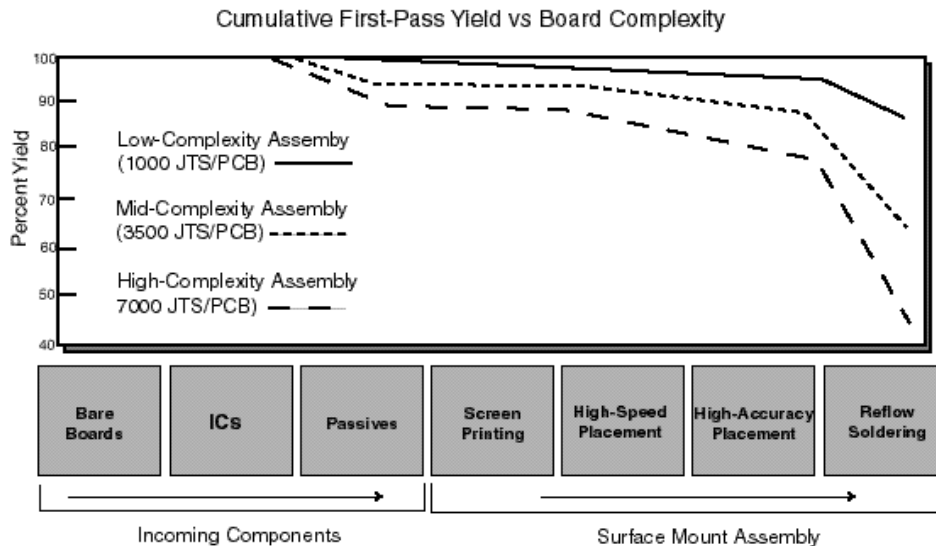 Cumulative First-Pass Yield vs Board Complexity
Percent Yield
100
90
80
70
60
50
40
Low-Complexity Assemby
(1000 JTS/PCB)
Mid-Complexity Assembly
(3500 JTS/PCB)
High-Complexity Assembly
7000 JTS/PCB)
Bare
Boards
ICs
Passives
Screen
Printing
High-Speed
Placement
High-Accuracy
Placement
Reflow
Soldering
Incoming Components
Surface Mount Assembly